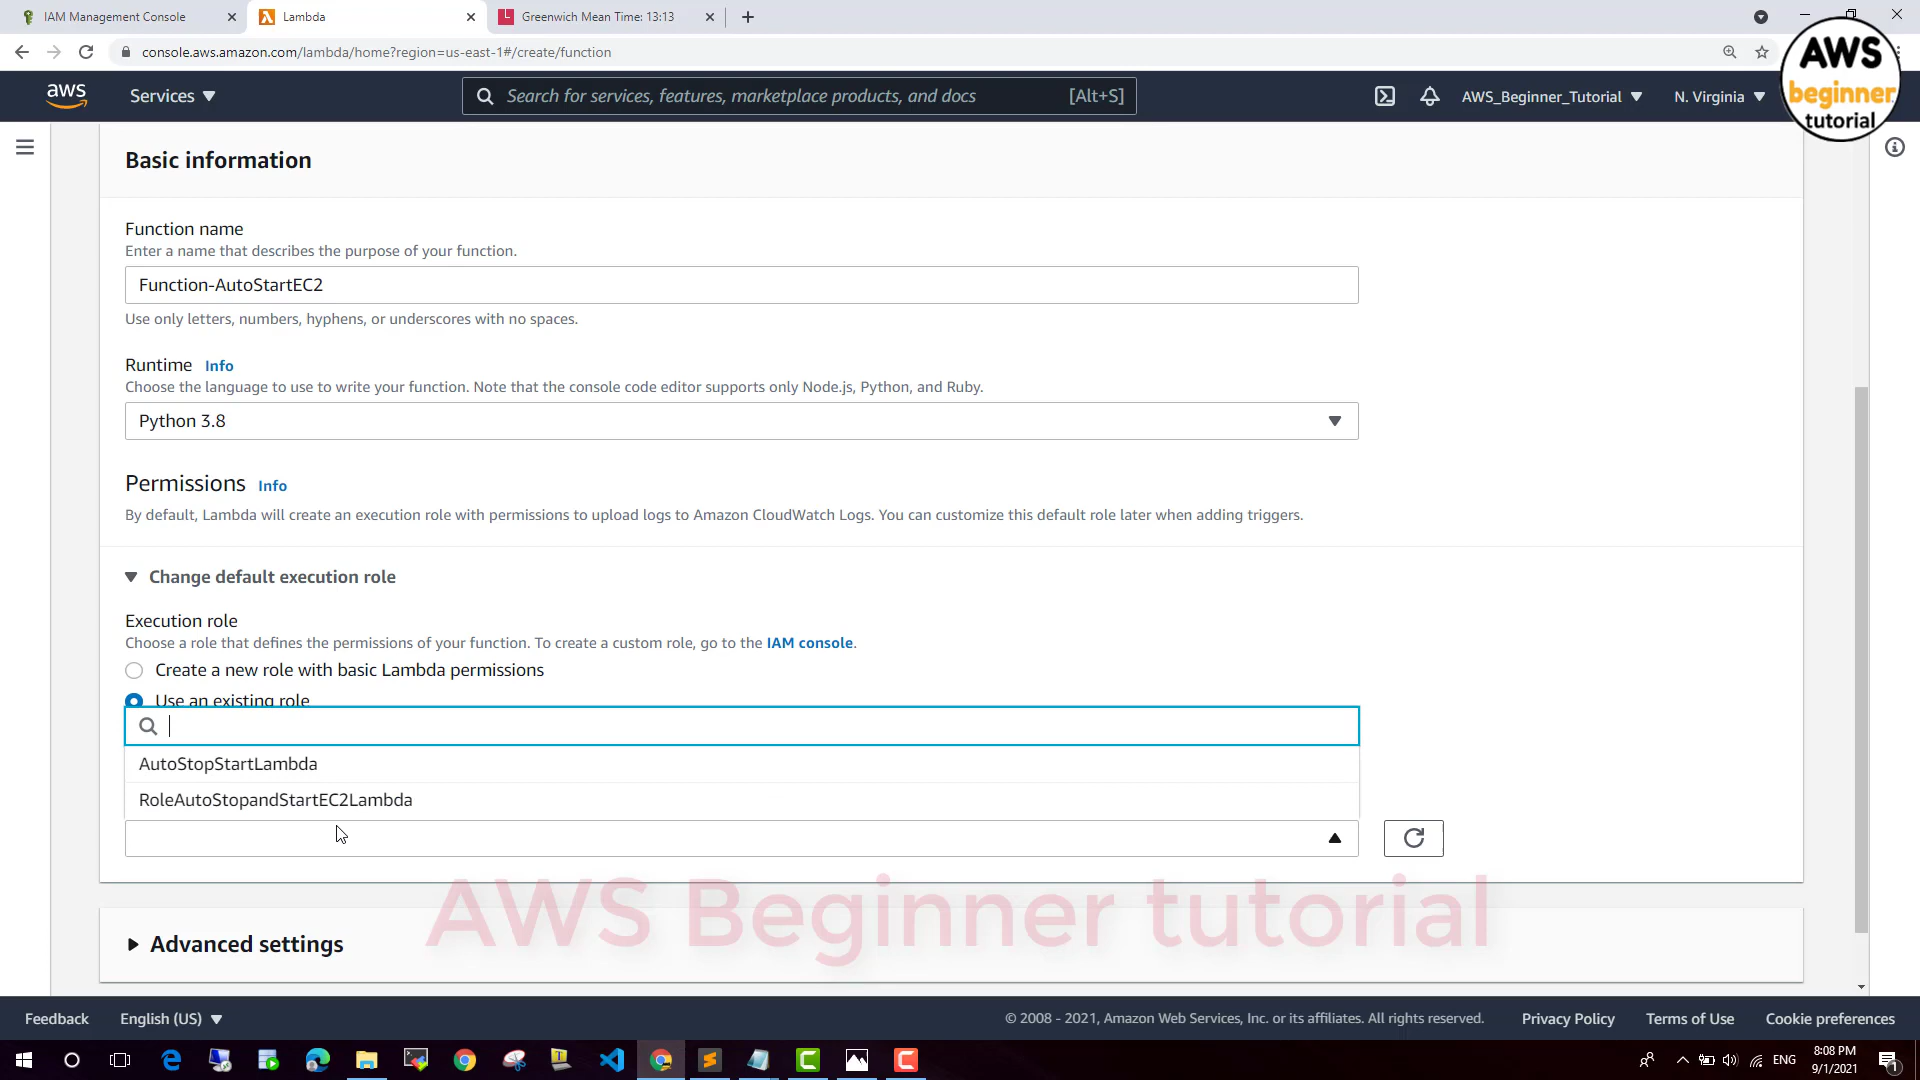 IAM Management Console
Lambda
Greenwich Mean Time: 13:13
console.aws.amazon.com/lambda/home?region=us-east-1#/create/function
aws
Services
Search for services, features, marketplace products, and docs
[Alt+S]
AWS_Beginner_Tutorial
N. Virginia
AWS
beginner
tutorial
Basic information
Function name
Enter a name that describes the purpose of your function.
Function-AutoStartEC2
Use only letters, numbers, hyphens, or underscores with no spaces.
Runtime Info
Choose the language to use to write your function. Note that the console code editor supports only Node.js, Python, and Ruby.
Python 3.8
Permissions Info
By default, Lambda will create an execution role with permissions to upload logs to Amazon CloudWatch Logs. You can customize this default role later when adding triggers.
Change default execution role
Execution role
Choose a role that defines the permissions of your function. To create a custom role, go to the IAM console.
Create a new role with basic Lambda permissions
Use an existing role
AutoStopStartLambda
RoleAutoStopandStartEC2Lambda
AWS Beginner tutorial
Advanced settings
Feedback
English (US)
© 2008 - 2021, Amazon Web Services, Inc. or its affiliates. All rights reserved.
Privacy Policy
Terms of Use
Cookie preferences
ENG
8:08 PM
9/1/2021
1